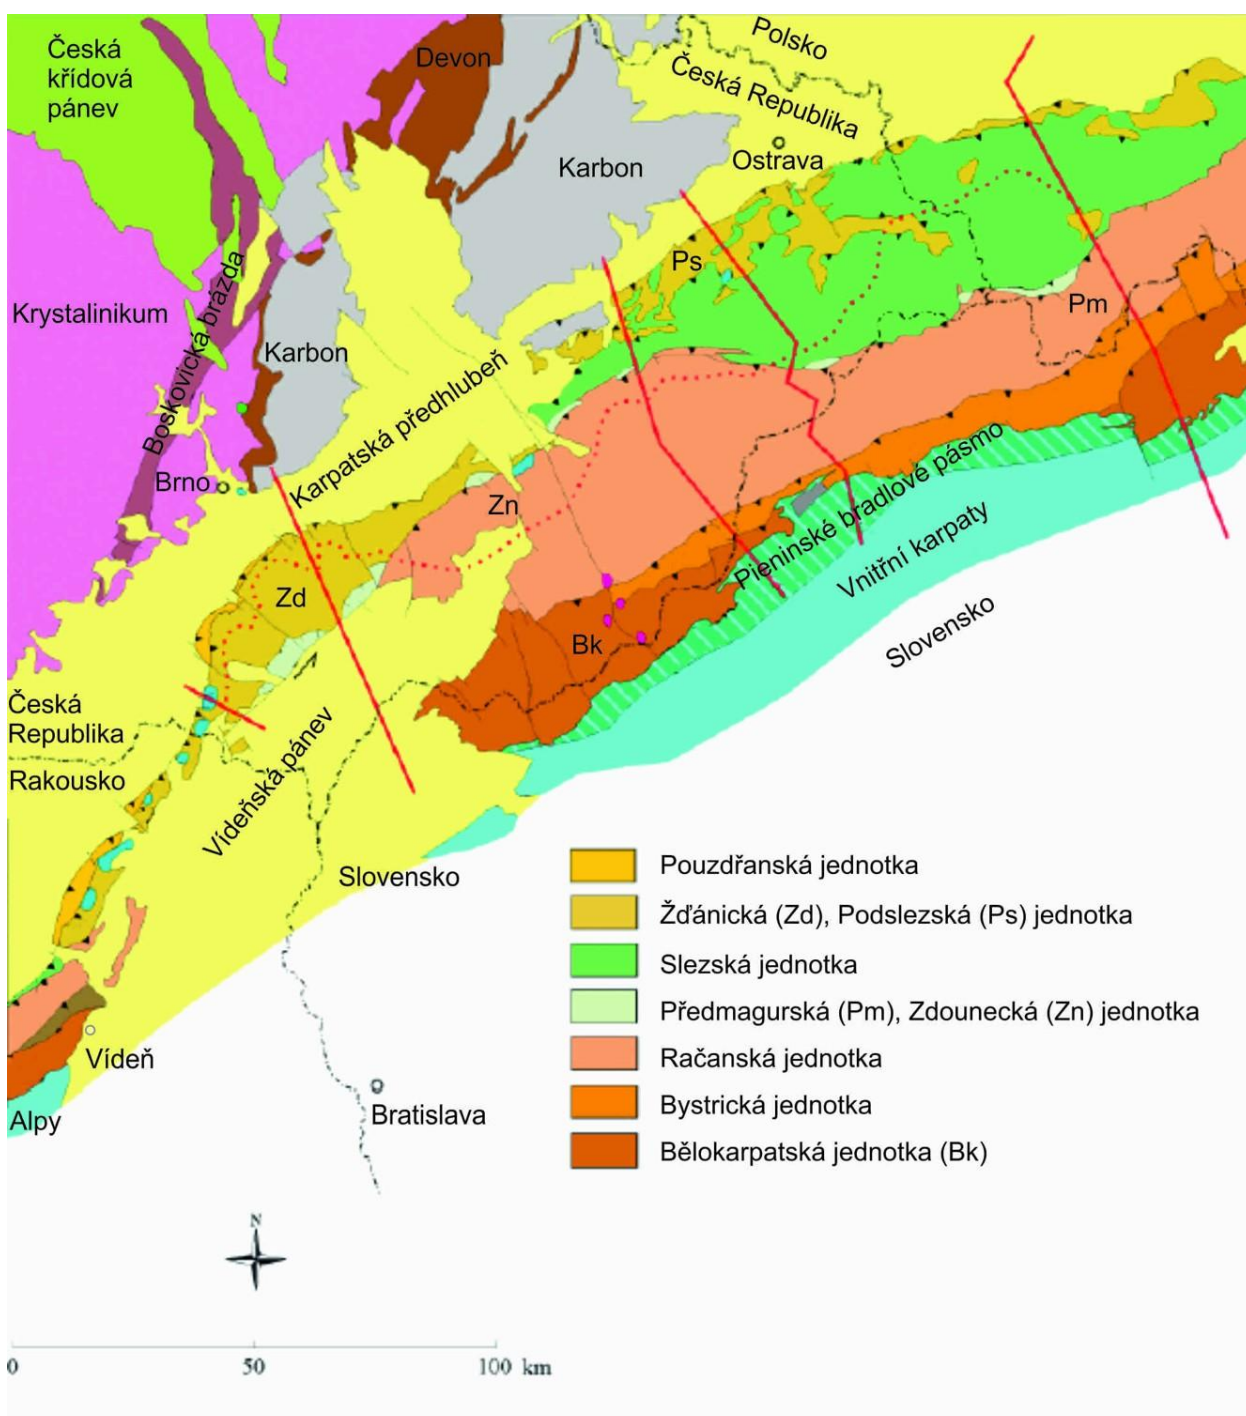 Česká
křídová
pánev
Devon
Polsko
Česká Republika
Ostrava
Karbon
Ps
Krystalinikum
Boskovická brázda
Karbon
Pm
Karpatská předhlubeň
Brno
Zn
Pieninské bradlové pásmo
Vnitřní karpaty
Zd
Bk
Slovensko
Česká
Republika
Rakousko
Vídeňská pánev
Slovensko
Vídeň
Alpy
Bratislava
Pouzdřanská jednotka
Žďánická (Zd), Podslezská (Ps) jednotka
Slezská jednotka
Předmagurská (Pm), Zdounecká (Zn) jednotka
Račanská jednotka
Bystrická jednotka
Bělokarpatská jednotka (Bk)
N
0 50 100 km